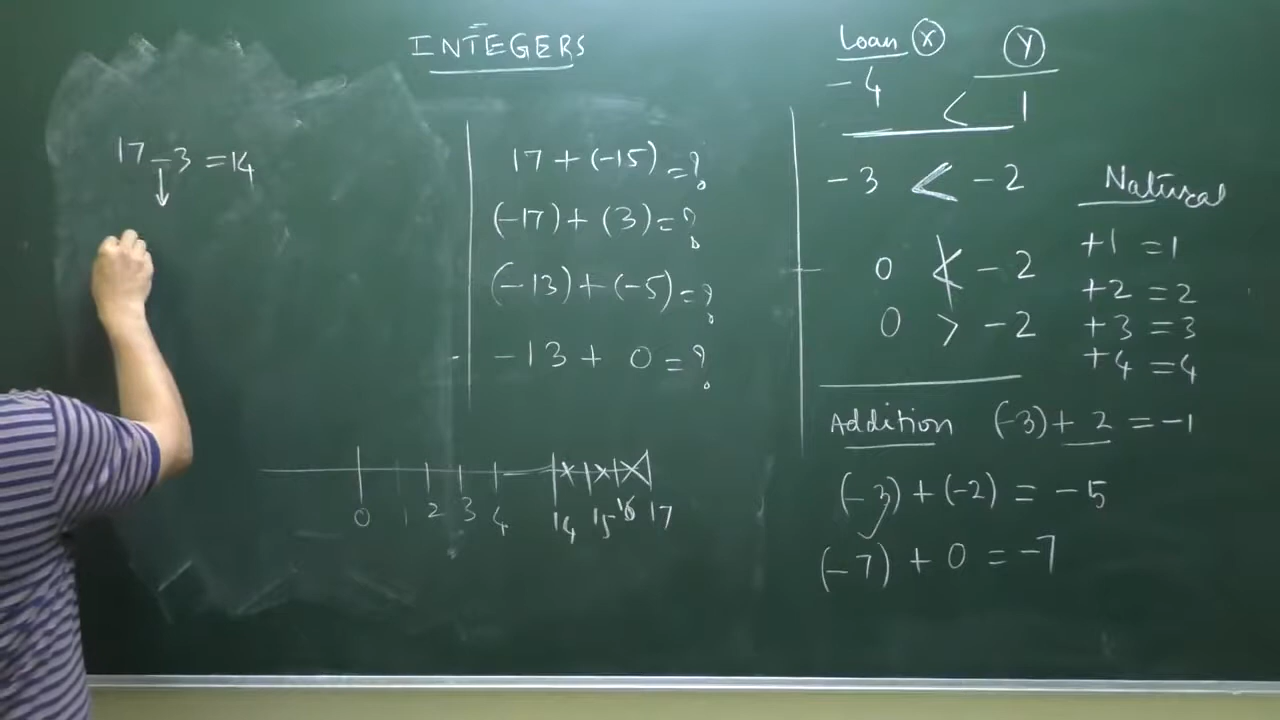 INTEGERS
17 - 3 = 14
17 + (-15) = ?
(-17) + (3) = ?
(-13) + (-5) = ?
-13 + 0 = ?
0 1 2 3 4 14 15 16 17
Loan X Y
-4 < 1
-3 < -2
0 < -2
0 > -2
Natural
+1 = 1
+2 = 2
+3 = 3
+4 = 4
Addition (-3) + 2 = -1
(-3) + (-2) = -5
(-7) + 0 = -7